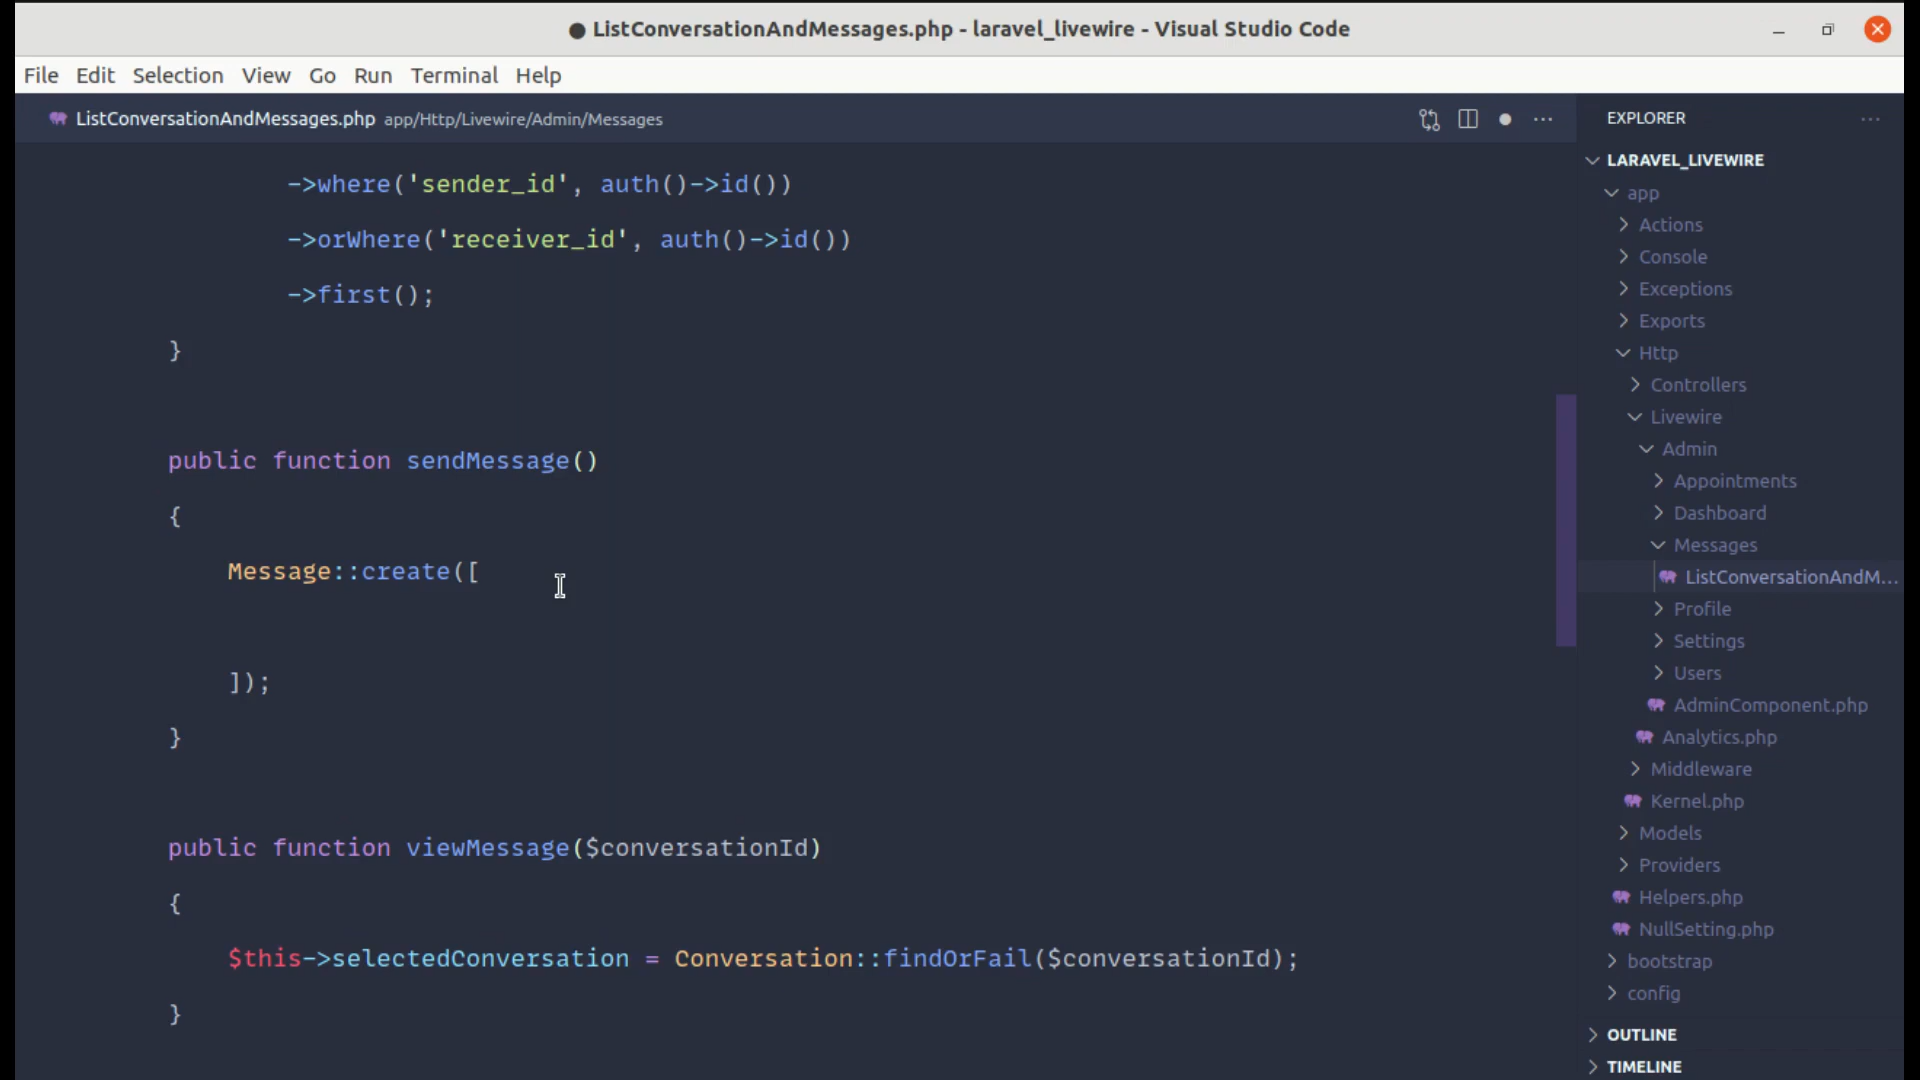 ● ListConversationAndMessages.php - laravel_livewire - Visual Studio Code
File Edit Selection View Go Run Terminal Help
ListConversationAndMessages.php app/Http/Livewire/Admin/Messages
->where('sender_id', auth()->id())
->orWhere('receiver_id', auth()->id())
->first();
}
public function sendMessage()
{
Message::create([
]);
}
public function viewMessage($conversationId)
{
$this->selectedConversation = Conversation::findOrFail($conversationId);
}
EXPLORER
LARAVEL_LIVEWIRE
app
Actions
Console
Exceptions
Exports
Http
Controllers
Livewire
Admin
Appointments
Dashboard
Messages
ListConversationAndM...
Profile
Settings
Users
AdminComponent.php
Analytics.php
Middleware
Kernel.php
Models
Providers
Helpers.php
NullSetting.php
bootstrap
config
OUTLINE
TIMELINE